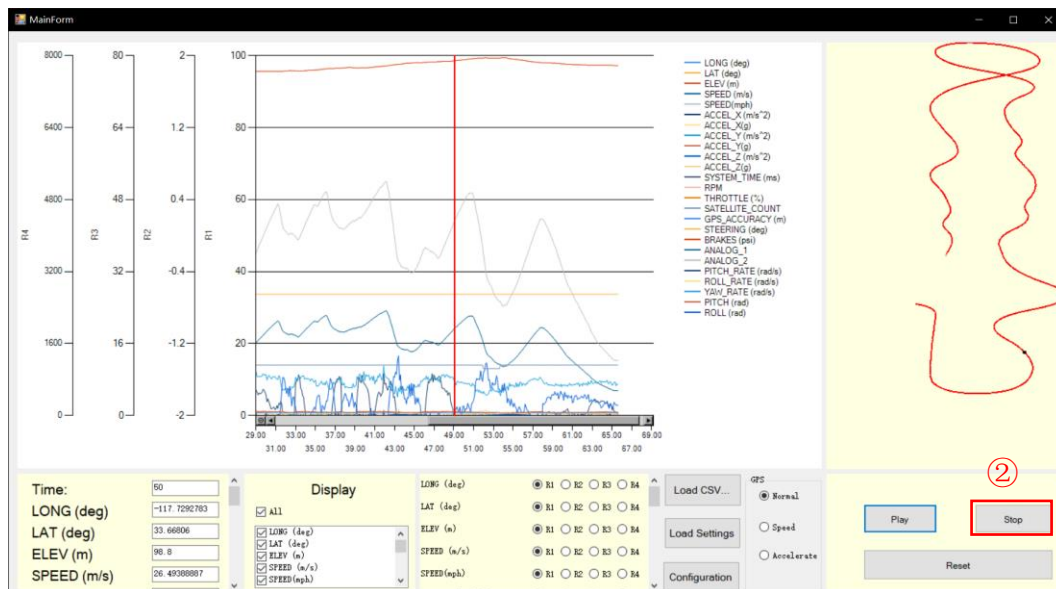 MainForm
8000 80 2 100
6400 64 1.2 80
4800 48 0.4 60
3200 32 -0.4 40
1600 16 -1.2 20
0 0 -2 0
R4 R3 R2 R1
29.00 33.00 37.00 41.00 45.00 49.00 53.00 57.00 61.00 65.00 69.00
31.00 35.00 39.00 43.00 47.00 51.00 55.00 59.00 63.00 67.00
LONG (deg)
LAT (deg)
ELEV (m)
SPEED (m/s)
SPEED(mph)
ACCEL_X (m/s^2)
ACCEL_X(g)
ACCEL_Y (m/s^2)
ACCEL_Y(g)
ACCEL_Z (m/s^2)
ACCEL_Z(g)
SYSTEM_TIME (ms)
RPM
THROTTLE (%)
SATELLITE_COUNT
GPS_ACCURACY (m)
STEERING (deg)
BRAKES (psi)
ANALOG_1
ANALOG_2
PITCH_RATE (rad/s)
ROLL_RATE (rad/s)
YAW_RATE (rad/s)
PITCH (rad)
ROLL (rad)
Time: 50
LONG (deg) -117.7292783
LAT (deg) 33.66806
ELEV (m) 98.8
SPEED (m/s) 26.49388887
Display
All
LONG (deg)
LAT (deg)
ELEV (m)
SPEED (m/s)
SPEED(mph)
LONG (deg) R1 R2 R3 R4
LAT (deg) R1 R2 R3 R4
ELEV (m) R1 R2 R3 R4
SPEED (m/s) R1 R2 R3 R4
SPEED(mph) R1 R2 R3 R4
Load CSV...
Load Settings
Configuration
GPS
Normal
Speed
Accelerate
②
Play Stop
Reset